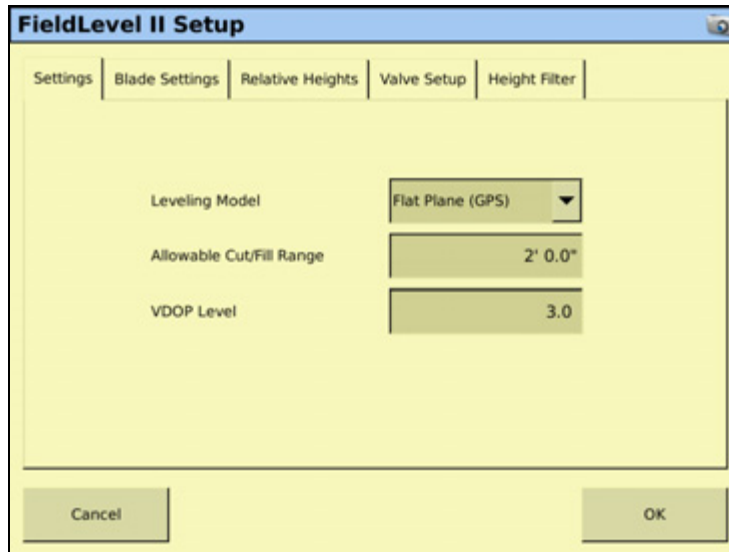 FieldLevel II Setup
Settings Blade Settings Relative Heights Valve Setup Height Filter
Leveling Model Flat Plane (GPS)
Allowable Cut/Fill Range 2' 0.0"
VDOP Level 3.0
Cancel OK